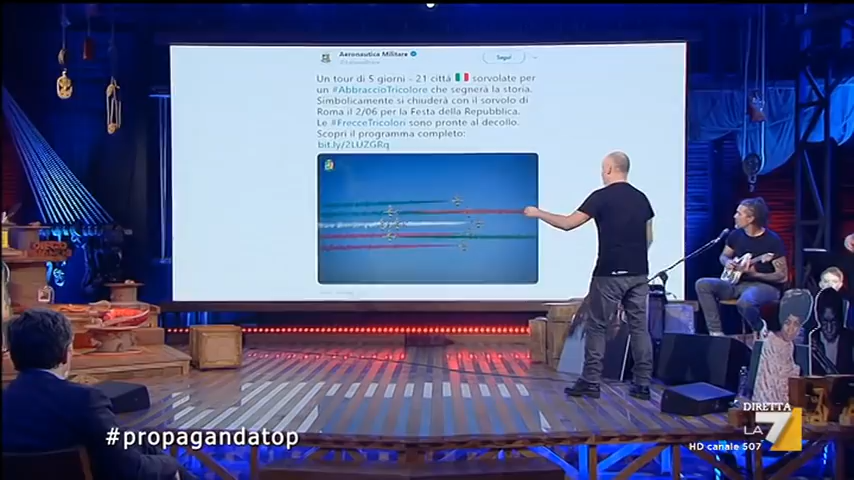 Aeronautica Militare
Segui
Un tour di 5 giorni - 21 città sorvolate per
un #AbbraccioTricolore che segnerà la storia.
Simbolicamente si chiuderà con il sorvolo di
Roma il 2/06 per la Festa della Repubblica.
Le #FrecceTricolori sono pronte al decollo.
Scopri il programma completo:
bit.ly/2LUZGRq
#propagandatop
DIRETTA
LA7
HD canale 507